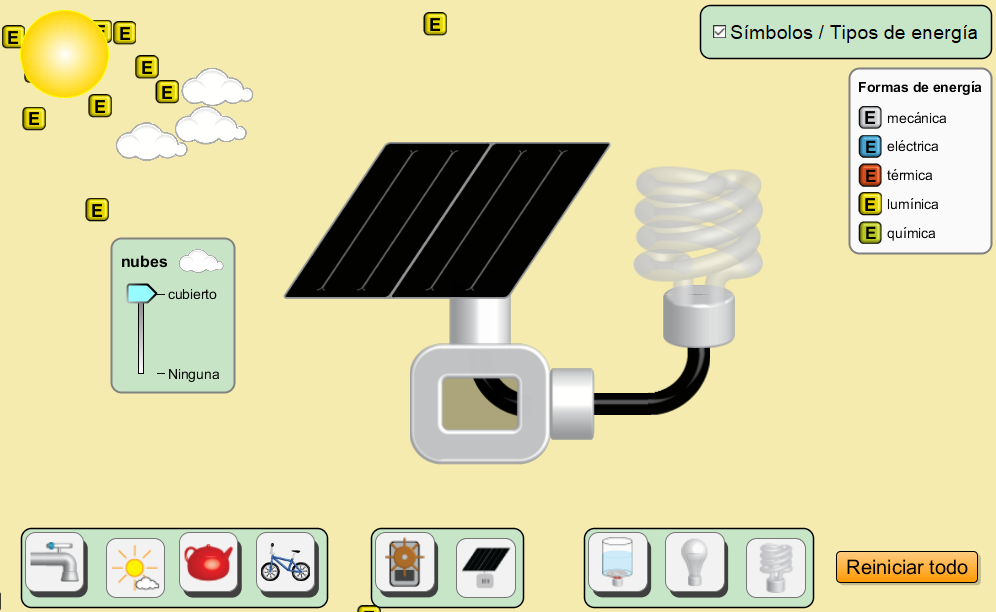 E
E
E
E
Símbolos / Tipos de energía
E
E
E
Formas de energía
E mecánica
E eléctrica
E térmica
E lumínica
E química
E
E
nubes
cubierto
Ninguna
Reiniciar todo